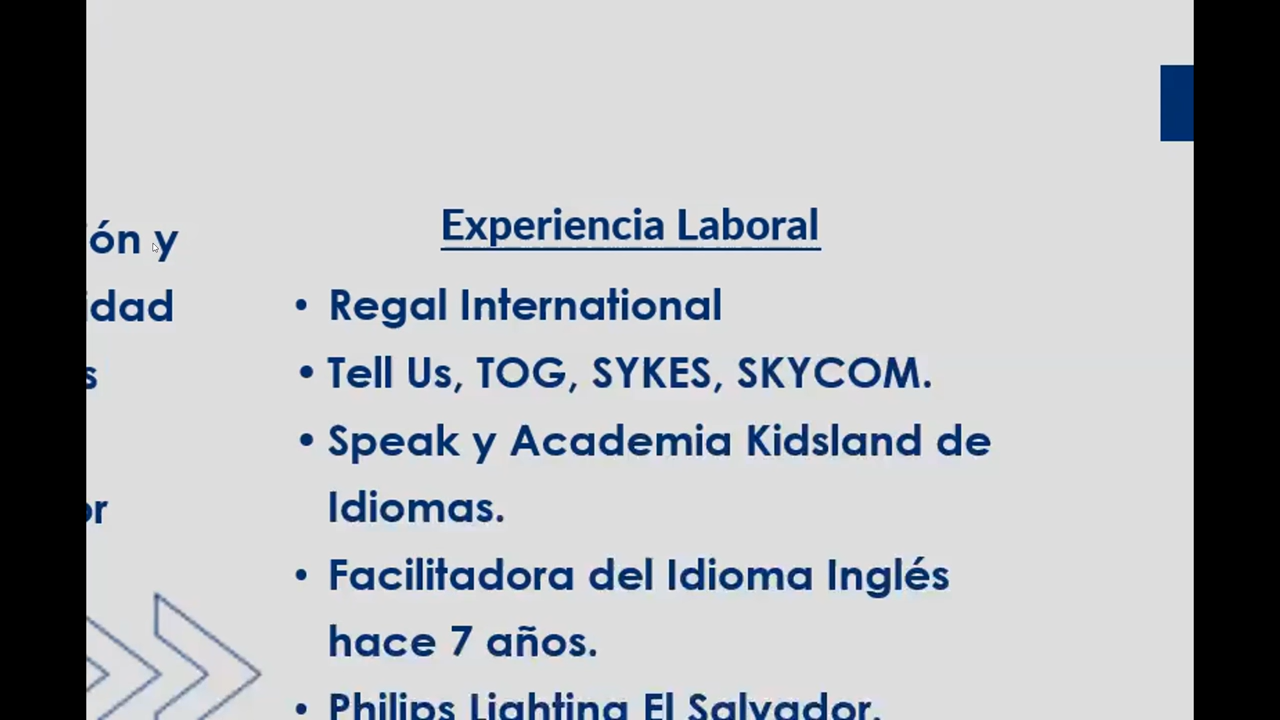 ón y
idad
s
or
Experiencia Laboral
• Regal International
• Tell Us, TOG, SYKES, SKYCOM.
• Speak y Academia Kidsland de
Idiomas.
• Facilitadora del Idioma Inglés
hace 7 años.
• Philips Lighting El Salvador.